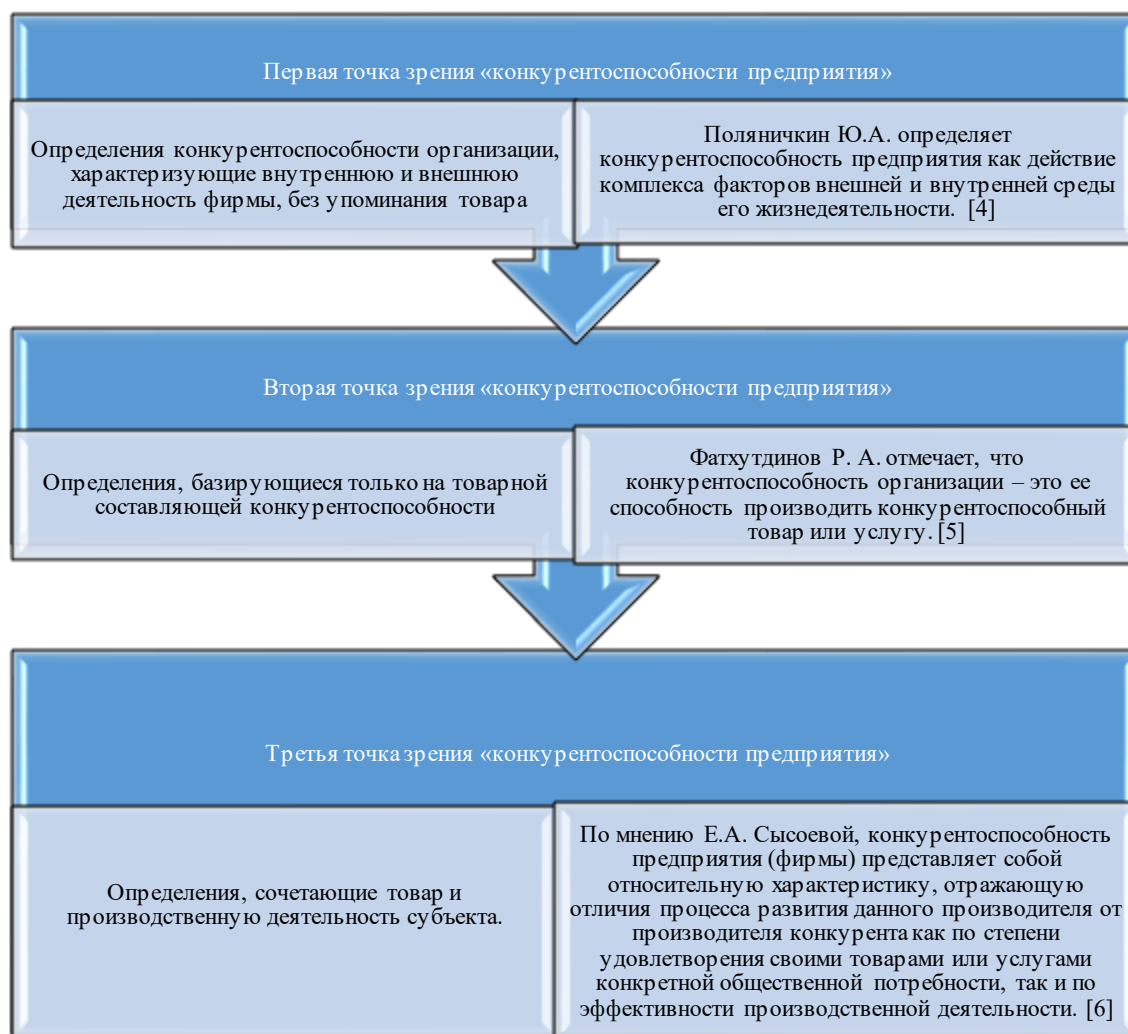 Первая точка зрения «конкурентоспособности предприятия»
Определения конкурентоспособности организации,
характеризующие внутреннюю и внешнюю
деятельность фирмы, без упоминания товара
Поляничкин Ю.А. определяет
конкурентоспособность предприятия как действие
комплекса факторов внешней и внутренней среды
его жизнедеятельности. [4]
Вторая точка зрения «конкурентоспособности предприятия»
Определения, базирующиеся только на товарной
составляющей конкурентоспособности
Фатхутдинов Р. А. отмечает, что
конкурентоспособность организации – это ее
способность производить конкурентоспособный
товар или услугу. [5]
Третья точка зрения «конкурентоспособности предприятия»
Определения, сочетающие товар и
производственную деятельность субъекта.
По мнению Е.А. Сысоевой, конкурентоспособность
предприятия (фирмы) представляет собой
относительную характеристику, отражающую
отличия процесса развития данного производителя от
производителя конкурента как по степени
удовлетворения своими товарами или услугами
конкретной общественной потребности, так и по
эффективности производственной деятельности. [6]